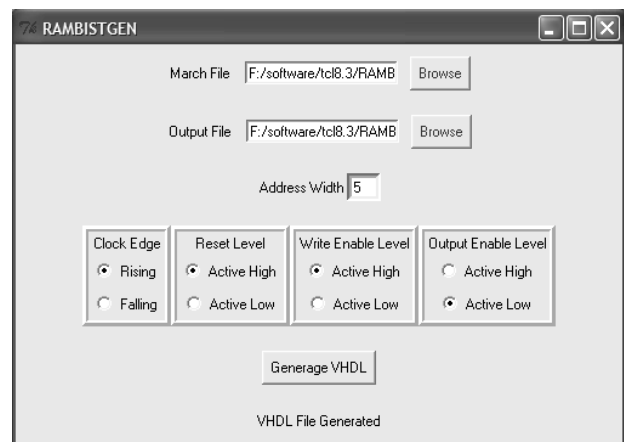 RAMBISTGEN
March File F:/software/tcl8.3/RAMB Browse
Output File F:/software/tcl8.3/RAMB Browse
Address Width 5
Clock Edge Reset Level Write Enable Level Output Enable Level
Rising Active High Active High Active High
Falling Active Low Active Low Active Low
Generage VHDL
VHDL File Generated